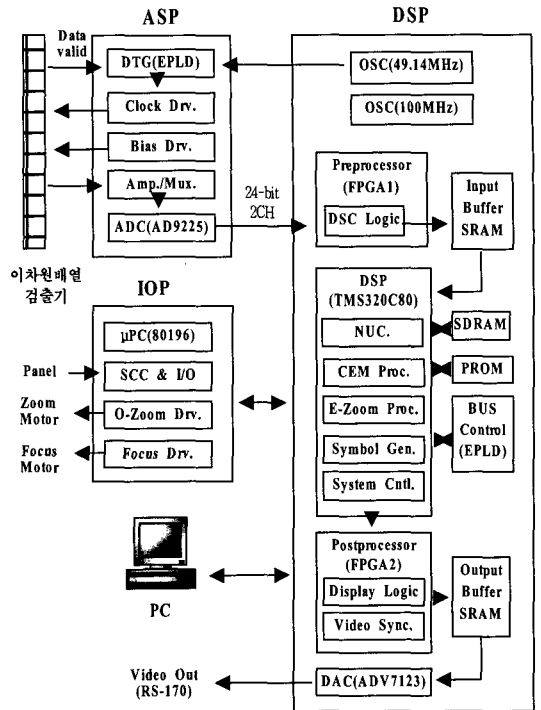 ASP
DSP
Data
valid
DTG(EPLD)
Clock Drv.
Bias Drv.
Amp./Mux.
ADC(AD9225)
24-bit
2CH
이차원배열
검출기
OSC(49.14MHz)
OSC(100MHz)
Preprocessor
(FPGA1)
DSC Logic
Input
Buffer
SRAM
DSP
(TMS320C80)
NUC.
CEM Proc.
E-Zoom Proc.
Symbol Gen.
System Cntl.
SDRAM
PROM
BUS
Control
(EPLD)
IOP
μPC(80196)
SCC & I/O
O-Zoom Drv.
Focus Drv.
Panel
Zoom
Motor
Focus
Motor
PC
Postprocessor
(FPGA2)
Display Logic
Video Sync.
Output
Buffer
SRAM
Video Out
(RS-170)
DAC(ADV7123)